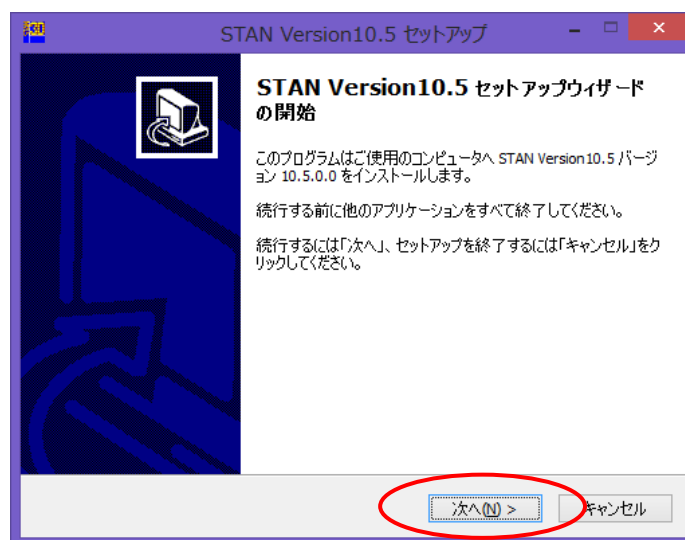 STAN Version10.5 セットアップ
STAN Version10.5 セットアップウィザード
の開始
このプログラムはご使用のコンピュータへ STAN Version10.5 バージ
ョン 10.5.0.0 をインストールします。
続行する前に他のアプリケーションをすべて終了してください。
続行するには「次へ」、セットアップを終了するには「キャンセル」をク
リックしてください。
次へ(N) >
キャンセル